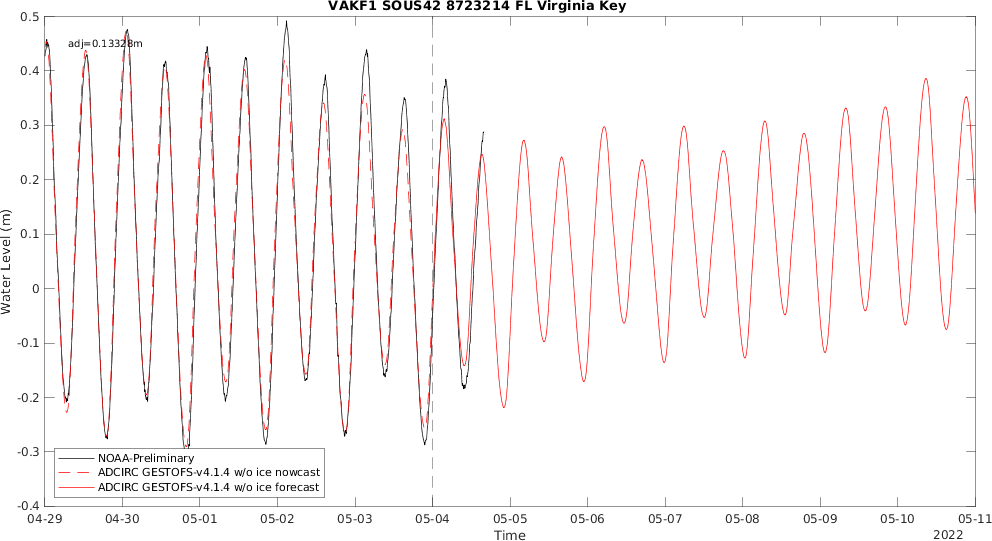 VAKF1 SOUS42 8723214 FL Virginia Key
0.5
adj=0.13328m
0.4
0.3
0.2
0.1
0
-0.1
-0.2
-0.3
-0.4
Water Level (m)
NOAA-Preliminary
ADCIRC GESTOFS-v4.1.4 w/o ice nowcast
ADCIRC GESTOFS-v4.1.4 w/o ice forecast
04-29 04-30 05-01 05-02 05-03 05-04 05-05 05-06 05-07 05-08 05-09 05-10 05-11
Time
2022